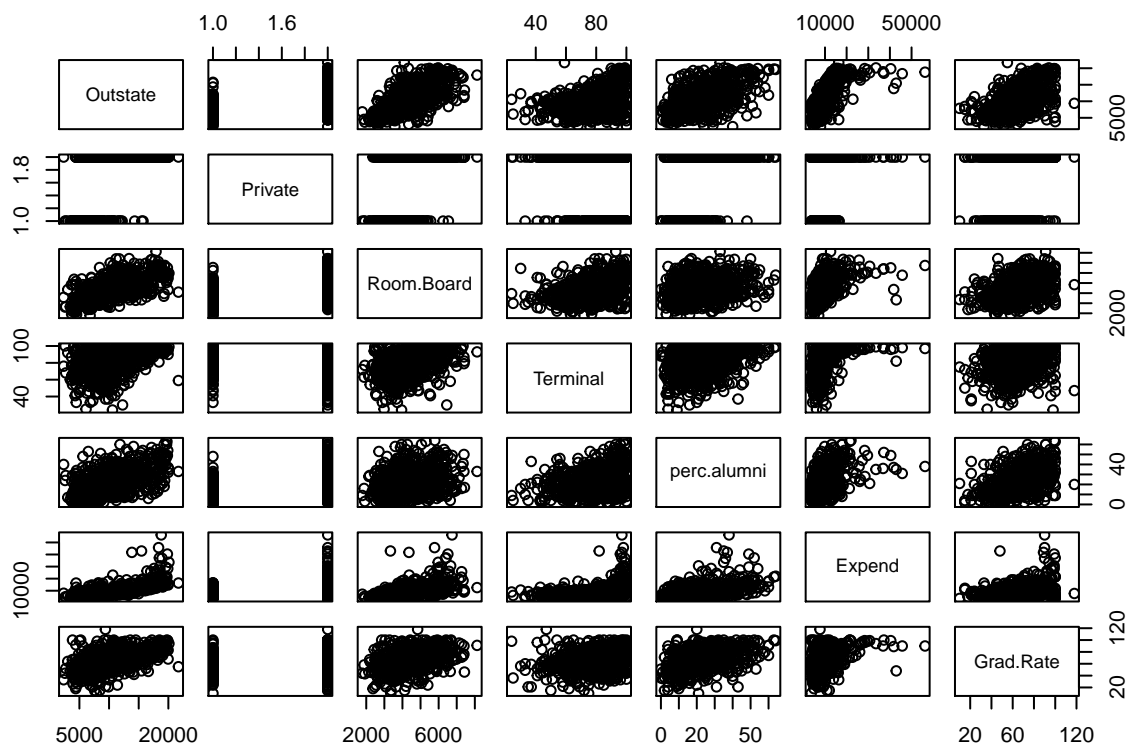 1.0 1.6 40 80 10000 50000
Outstate 5000
1.0 1.8 Private
Room.Board 2000
40 100 Terminal
perc.alumni 0 40
10000 Expend
Grad.Rate 20 120
5000 20000 2000 6000 0 20 50 20 60 120